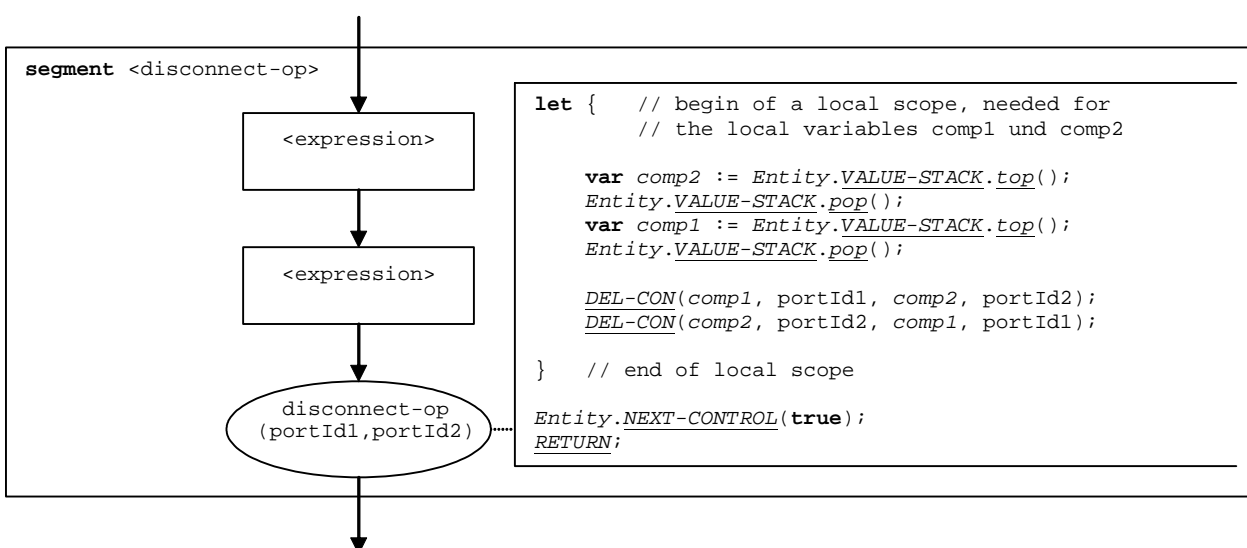 segment <disconnect-op>
<expression>
<expression>
disconnect-op
(portId1,portId2)
let { // begin of a local scope, needed for
// the local variables comp1 und comp2
var comp2 := Entity.VALUE-STACK.top();
Entity.VALUE-STACK.pop();
var comp1 := Entity.VALUE-STACK.top();
Entity.VALUE-STACK.pop();
DEL-CON(comp1, portId1, comp2, portId2);
DEL-CON(comp2, portId2, comp1, portId1);
} // end of local scope
Entity.NEXT-CONTROL(true);
RETURN;